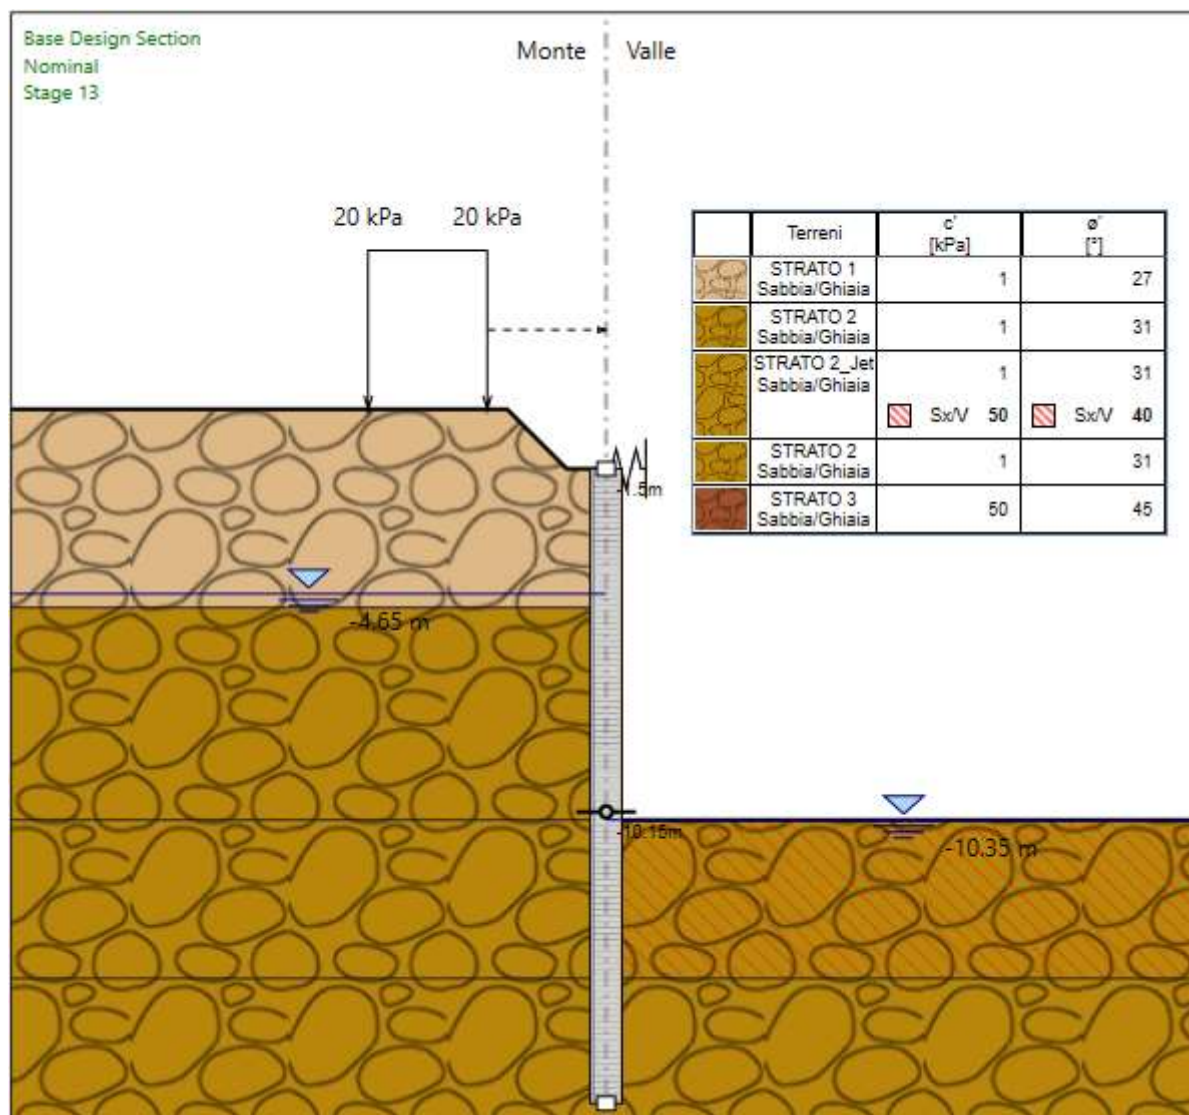 Base Design Section
Nominal
Stage 13
Monte
Valle
20 kPa
20 kPa
Terreni
c'
[kPa]
ø'
[°]
STRATO 1
Sabbia/Ghiaia
1
27
STRATO 2
Sabbia/Ghiaia
1
31
STRATO 2_Jet
Sabbia/Ghiaia
1
31
Sx/V 50
Sx/V 40
STRATO 2
Sabbia/Ghiaia
1
31
STRATO 3
Sabbia/Ghiaia
50
45
-1.5m
-4.65 m
-10.15m
-10.35 m